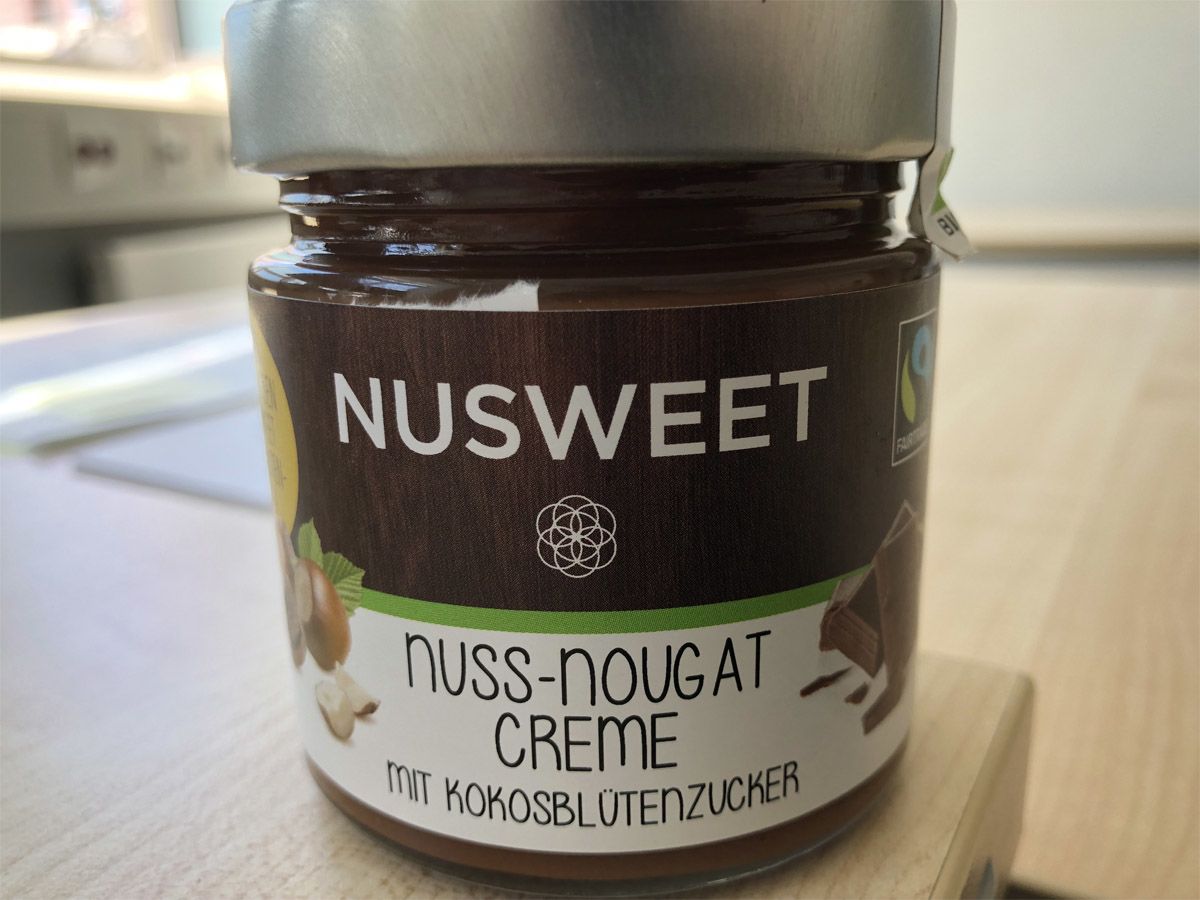 NUSWEET
NUSS-NOUGAT
CREME
MIT KOKOSBLÜTENZUCKER